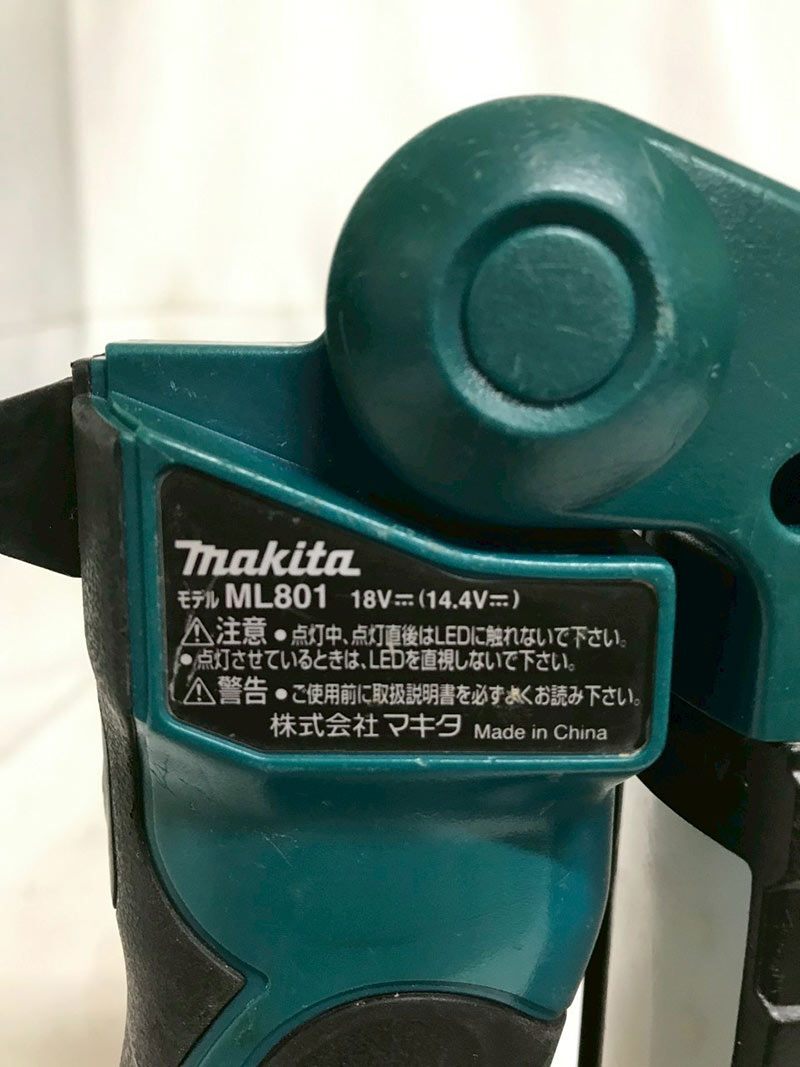 makita
モデル ML801 18V⎓(14.4V⎓)
⚠注意 ●点灯中、点灯直後はLEDに触れないで下さい。
●点灯させているときは、LEDを直視しないで下さい。
⚠警告 ●ご使用前に取扱説明書を必ずよくお読み下さい。
株式会社 マキタ Made in China